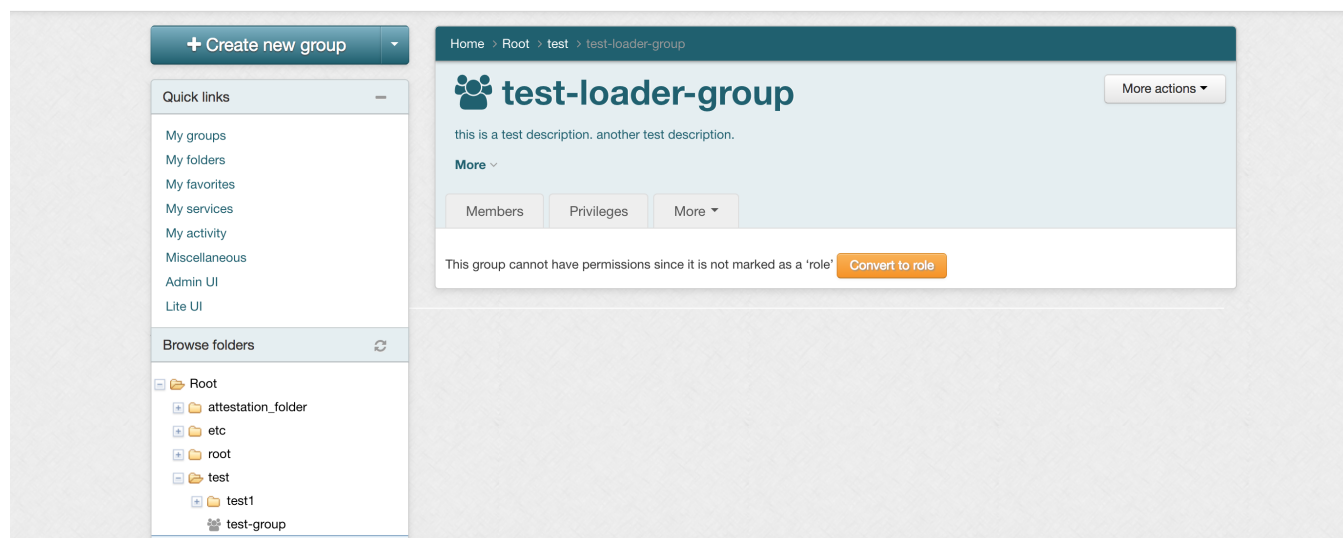 Create new group
Quick links
My groups
My folders
My favorites
My services
My activity
Miscellaneous
Admin UI
Lite UI
Browse folders
Root
attestation_folder
etc
root
test
test1
test-group
Home > Root > test > test-loader-group
test-loader-group
More actions
this is a test description. another test description.
More
Members Privileges More
This group cannot have permissions since it is not marked as a ‘role’ Convert to role